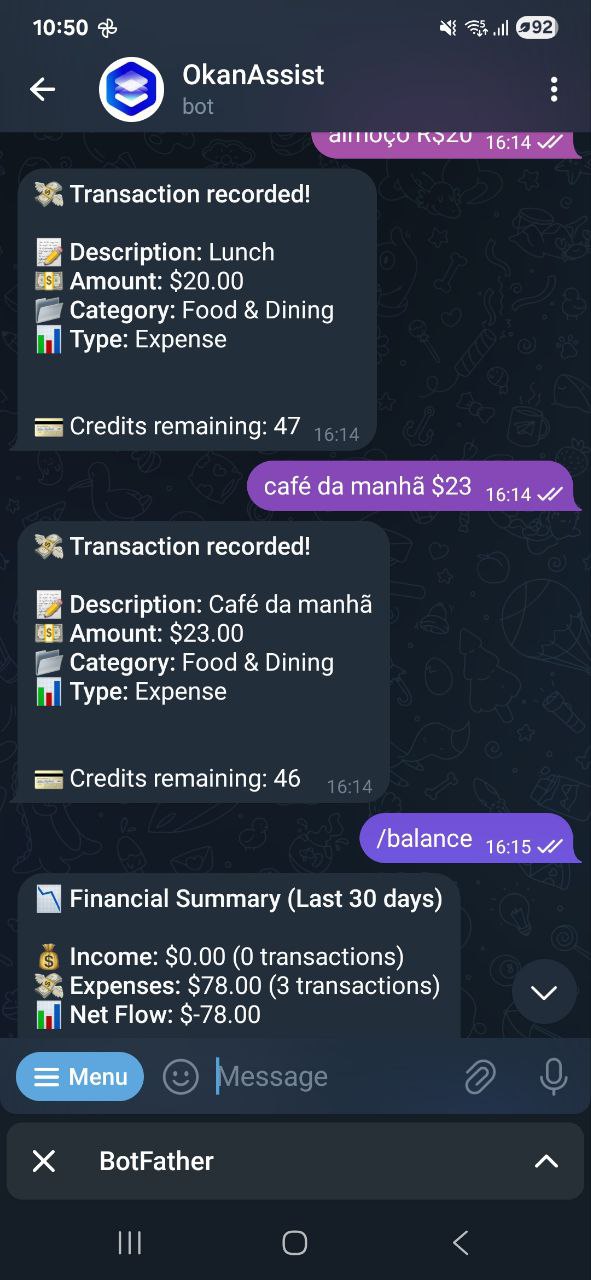 10:50
92
OkanAssist
bot
almoço R$20 16:14
Transaction recorded!
Description: Lunch
Amount: $20.00
Category: Food & Dining
Type: Expense
Credits remaining: 47 16:14
café da manhã $23 16:14
Transaction recorded!
Description: Café da manhã
Amount: $23.00
Category: Food & Dining
Type: Expense
Credits remaining: 46 16:14
/balance 16:15
Financial Summary (Last 30 days)
Income: $0.00 (0 transactions)
Expenses: $78.00 (3 transactions)
Net Flow: $-78.00
Menu
Message
BotFather